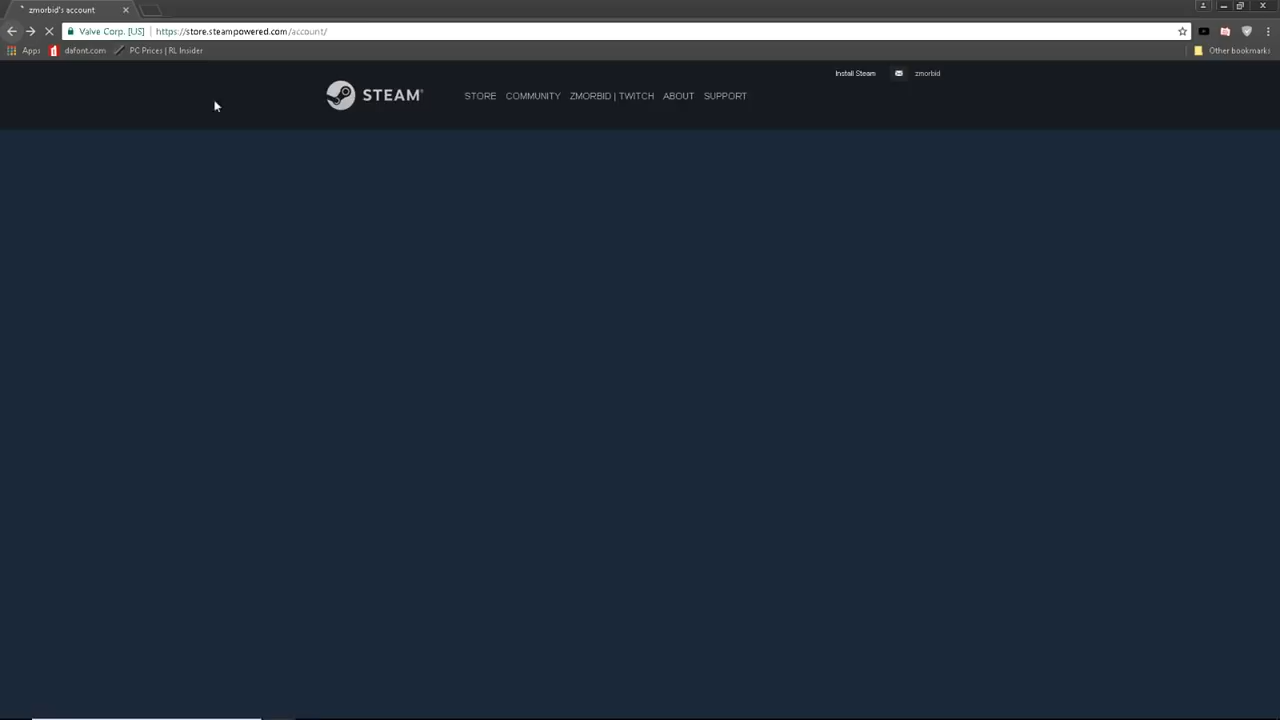 zmorbid's account
Valve Corp. [US] https://store.steampowered.com/account/
Apps dafont.com PC Prices | RL Insider Other bookmarks
Install Steam zmorbid
STEAM® STORE COMMUNITY ZMORBID | TWITCH ABOUT SUPPORT